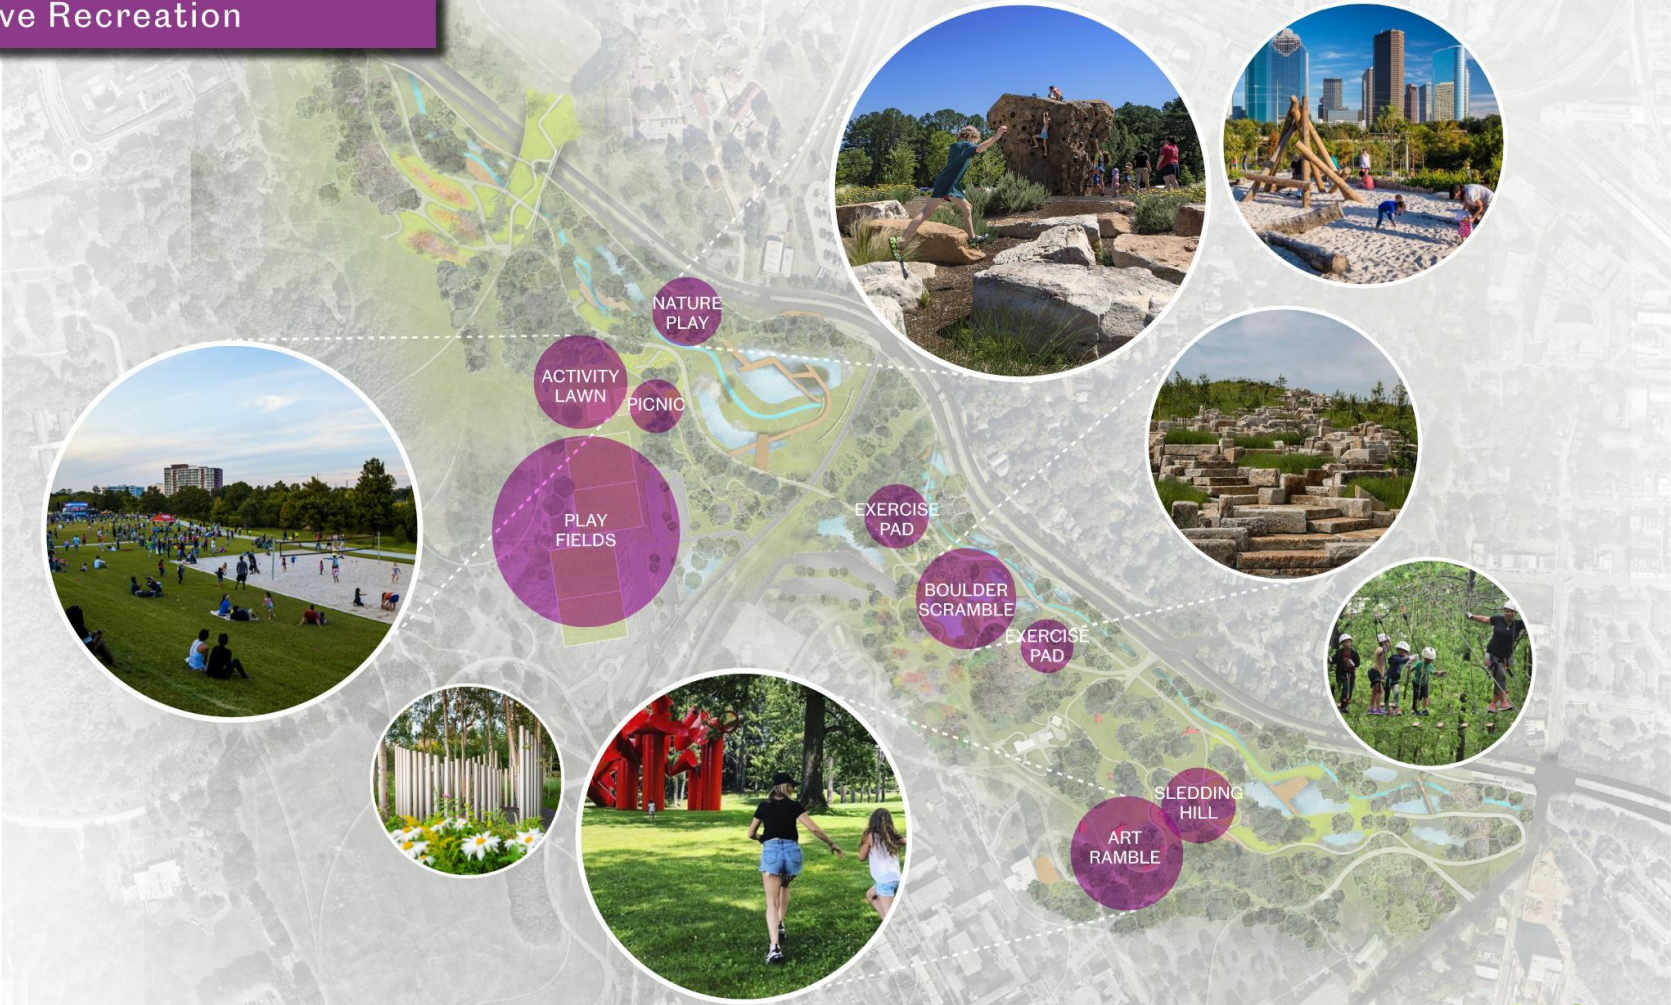 ve Recreation
NATURE
PLAY
ACTIVITY
LAWN
PICNIC
PLAY
FIELDS
EXERCISE
PAD
BOULDER
SCRAMBLE
EXERCISE
PAD
SLEDDING
HILL
ART
RAMBLE